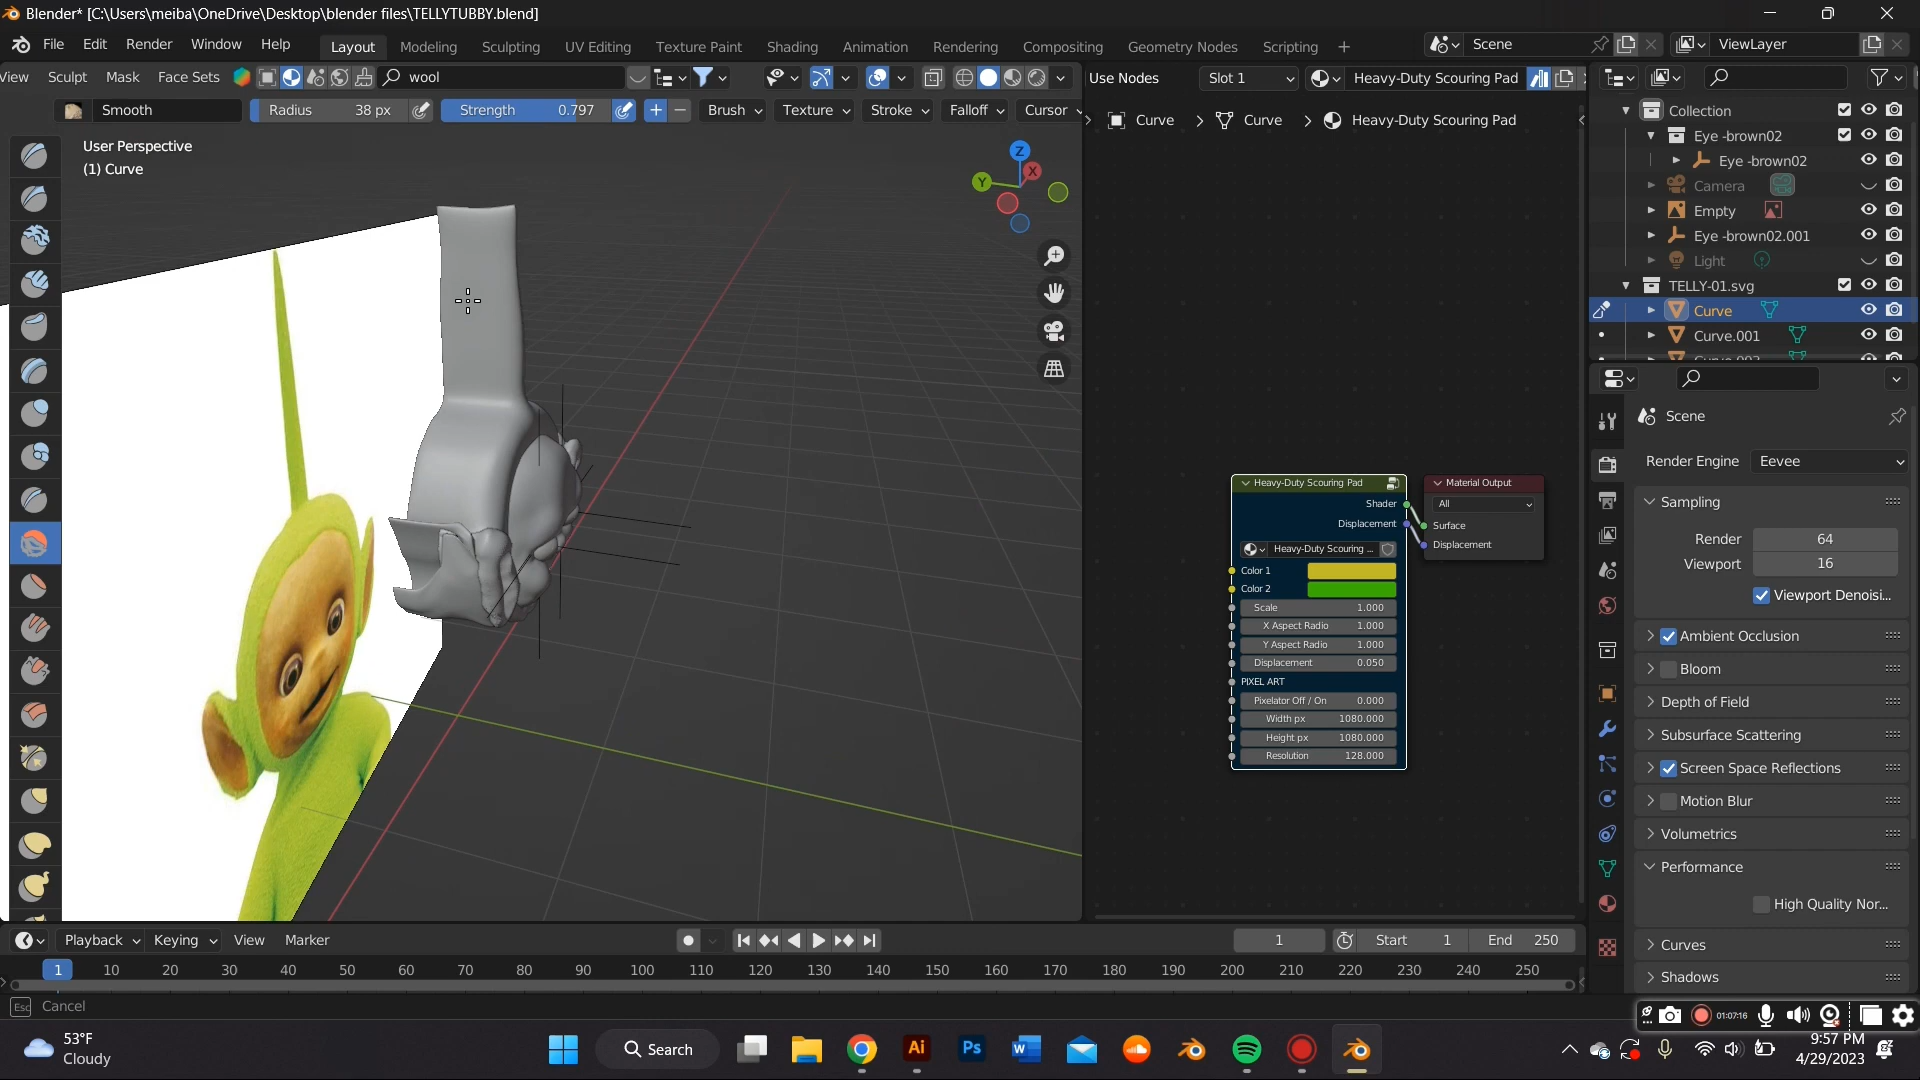 Blender* [C:\Users\meiba\OneDrive\Desktop\blender files\TELLYTUBBY.blend]
File Edit Render Window Help
Layout Modeling Sculpting UV Editing Texture Paint Shading Animation Rendering Compositing Geometry Nodes Scripting +
Scene
ViewLayer
View Sculpt Mask Face Sets
wool
Use Nodes Slot 1 Heavy-Duty Scouring Pad
Smooth Radius 38 px Strength 0.797 + − Brush Texture Stroke Falloff Cursor
Curve > Curve > Heavy-Duty Scouring Pad
User Perspective
(1) Curve
Z
X
Y
Collection
Eye -brown02
Eye -brown02
Camera
Empty
Eye -brown02.001
Light
TELLY-01.svg
Curve
Curve.001
Heavy-Duty Scouring Pad
Shader
Displacement
Heavy-Duty Scouring ...
Color 1
Color 2
Scale 1.000
X Aspect Radio 1.000
Y Aspect Radio 1.000
Displacement 0.050
PIXEL ART
Pixelator Off / On 0.000
Width px 1080.000
Height px 1080.000
Resolution 128.000
Material Output
All
Surface
Displacement
Scene
Render Engine Eevee
Sampling
Render 64
Viewport 16
Viewport Denoisi...
Ambient Occlusion
Bloom
Depth of Field
Subsurface Scattering
Screen Space Reflections
Motion Blur
Volumetrics
Performance
High Quality Nor...
Curves
Shadows
Playback Keying View Marker
1 Start 1 End 250
1 10 20 30 40 50 60 70 80 90 100 110 120 130 140 150 160 170 180 190 200 210 220 230 240 250
Esc Cancel
01:07:16
53°F
Cloudy
Search
Ai
Ps
W
9:57 PM
4/29/2023